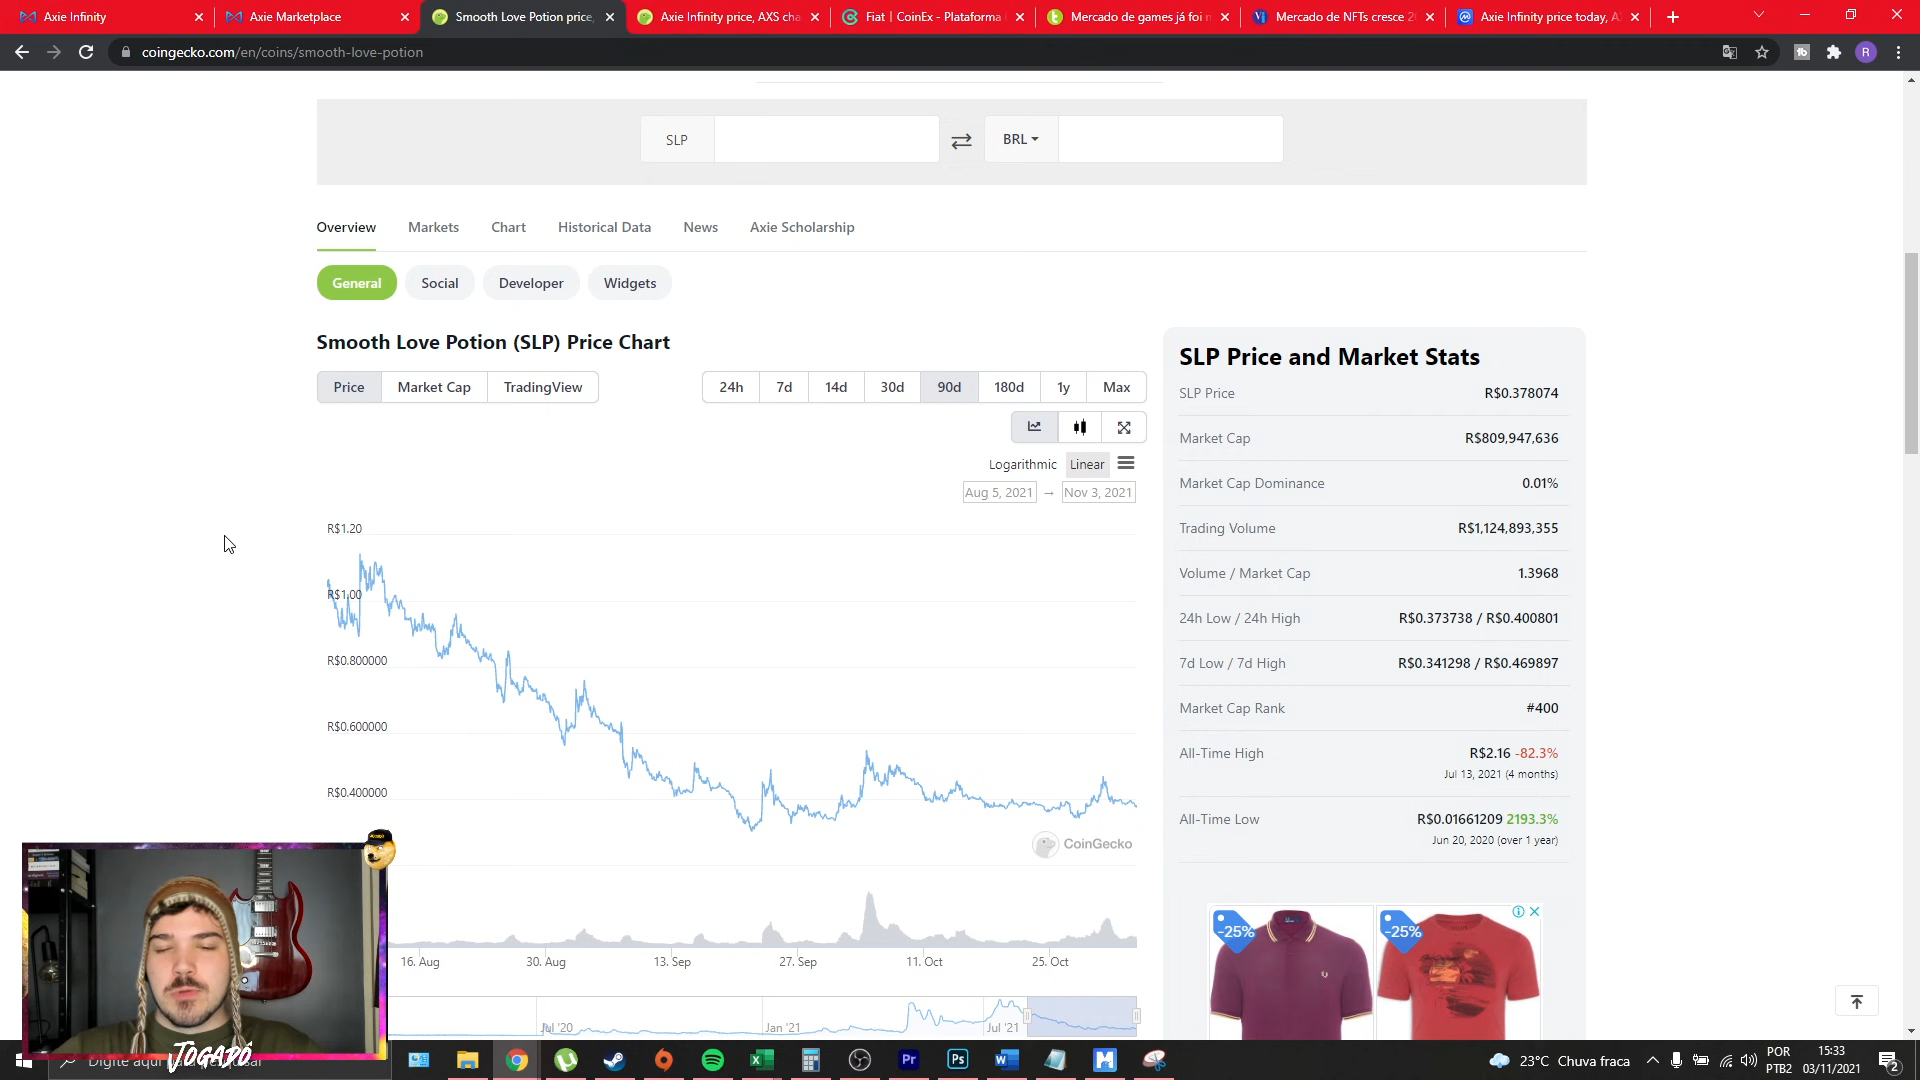 Axie Infinity
Axie Marketplace
Smooth Love Potion price,
Axie Infinity price, AXS cha
Fiat | CoinEx - Plataforma
Mercado de games já foi
Mercado de NFTs cresce 2
Axie Infinity price today, A
coingecko.com/en/coins/smooth-love-potion
R
SLP
BRL
Overview
Markets
Chart
Historical Data
News
Axie Scholarship
General
Social
Developer
Widgets
Smooth Love Potion (SLP) Price Chart
Price
Market Cap
TradingView
24h
7d
14d
30d
90d
180d
1y
Max
Logarithmic
Linear
Aug 5, 2021 → Nov 3, 2021
R$1.20
R$1.00
R$0.800000
R$0.600000
R$0.400000
CoinGecko
16. Aug
30. Aug
13. Sep
27. Sep
11. Oct
25. Oct
Jul '20
Jan '21
Jul '21
SLP Price and Market Stats
SLP Price R$0.378074
Market Cap R$809,947,636
Market Cap Dominance 0.01%
Trading Volume R$1,124,893,355
Volume / Market Cap 1.3968
24h Low / 24h High R$0.373738 / R$0.400801
7d Low / 7d High R$0.341298 / R$0.469897
Market Cap Rank #400
All-Time High R$2.16 -82.3%
Jul 13, 2021 (4 months)
All-Time Low R$0.01661209 2193.3%
Jun 20, 2020 (over 1 year)
-25%
-25%
JOGADÔ
Digite aqui
Pr
Ps
23°C Chuva fraca
POR
PTB2
15:33
03/11/2021
2